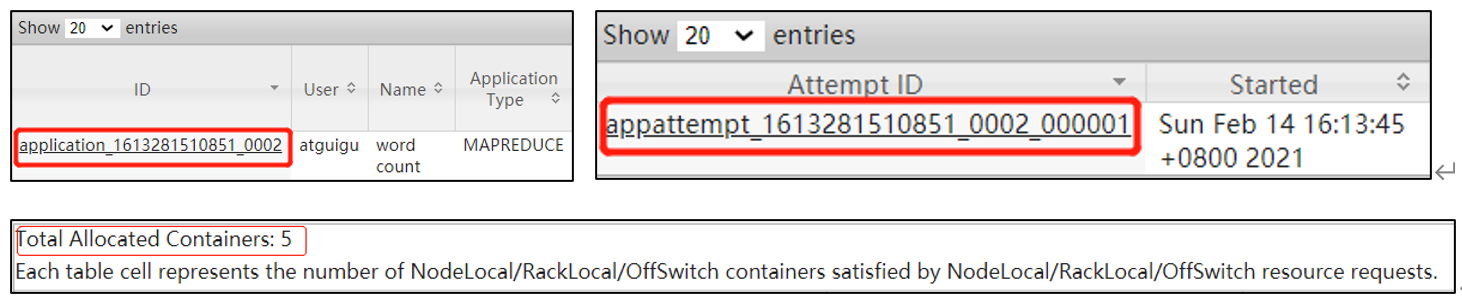 Show 20 entries
ID User Name Application Type
application_1613281510851_0002 atguigu word count MAPREDUCE
Show 20 entries
Attempt ID Started
appattempt_1613281510851_0002_000001 Sun Feb 14 16:13:45 +0800 2021
Total Allocated Containers: 5
Each table cell represents the number of NodeLocal/RackLocal/OffSwitch containers satisfied by NodeLocal/RackLocal/OffSwitch resource requests.